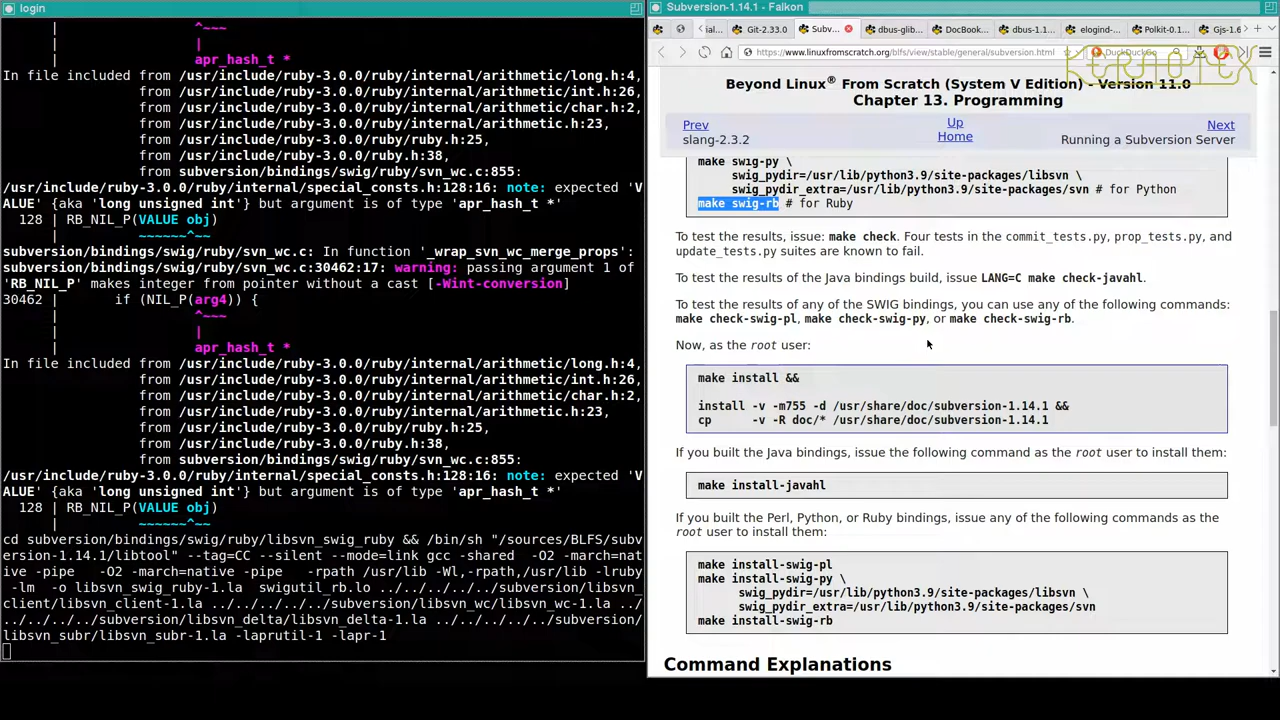 login
|              ^~~~
|              |
|              apr_hash_t *
In file included from /usr/include/ruby-3.0.0/ruby/internal/arithmetic/long.h:4,
from /usr/include/ruby-3.0.0/ruby/internal/arithmetic/int.h:26,
from /usr/include/ruby-3.0.0/ruby/internal/arithmetic/char.h:2,
from /usr/include/ruby-3.0.0/ruby/internal/arithmetic.h:23,
from /usr/include/ruby-3.0.0/ruby/ruby.h:25,
from /usr/include/ruby-3.0.0/ruby.h:38,
from subversion/bindings/swig/ruby/svn_wc.c:855:
/usr/include/ruby-3.0.0/ruby/internal/special_consts.h:128:16: note: expected 'V
ALUE' {aka 'long unsigned int'} but argument is of type 'apr_hash_t *'
128 | RB_NIL_P(VALUE obj)
|          ~~~~~~^~~
subversion/bindings/swig/ruby/svn_wc.c: In function '_wrap_svn_wc_merge_props':
subversion/bindings/swig/ruby/svn_wc.c:30462:17: warning: passing argument 1 of
'RB_NIL_P' makes integer from pointer without a cast [-Wint-conversion]
30462 |       if (NIL_P(arg4)) {
|              ^~~~
|              |
|              apr_hash_t *
In file included from /usr/include/ruby-3.0.0/ruby/internal/arithmetic/long.h:4,
from /usr/include/ruby-3.0.0/ruby/internal/arithmetic/int.h:26,
from /usr/include/ruby-3.0.0/ruby/internal/arithmetic/char.h:2,
from /usr/include/ruby-3.0.0/ruby/internal/arithmetic.h:23,
from /usr/include/ruby-3.0.0/ruby/ruby.h:25,
from /usr/include/ruby-3.0.0/ruby.h:38,
from subversion/bindings/swig/ruby/svn_wc.c:855:
/usr/include/ruby-3.0.0/ruby/internal/special_consts.h:128:16: note: expected 'V
ALUE' {aka 'long unsigned int'} but argument is of type 'apr_hash_t *'
128 | RB_NIL_P(VALUE obj)
|          ~~~~~~^~~
cd subversion/bindings/swig/ruby/libsvn_swig_ruby && /bin/sh "/sources/BLFS/subv
ersion-1.14.1/libtool" --tag=CC --silent --mode=link gcc -shared  -O2 -march=nat
ive -pipe  -O2 -march=native -pipe  -rpath /usr/lib -Wl,-rpath,/usr/lib -lruby
-lm  -o libsvn_swig_ruby-1.la  swigutil_rb.lo ../../../../../subversion/libsvn_
client/libsvn_client-1.la ../../../../../subversion/libsvn_wc/libsvn_wc-1.la ../
../../../../subversion/libsvn_delta/libsvn_delta-1.la ../../../../../subversion/
libsvn_subr/libsvn_subr-1.la -laprutil-1 -lapr-1
Subversion-1.14.1 - Falkon
ial... Git-2.33.0 Subv... dbus-glib... DocBook... dbus-1.1... elogind-... Polkit-0.1... Gjs-1.6
https://www.linuxfromscratch.org/blfs/view/stable/general/subversion.html DuckDuckGo
KERNOTEX
Beyond Linux® From Scratch (System V Edition) - Version 11.0
Chapter 13. Programming
Prev Up Next
slang-2.3.2 Home Running a Subversion Server
make swig-py \
swig_pydir=/usr/lib/python3.9/site-packages/libsvn \
swig_pydir_extra=/usr/lib/python3.9/site-packages/svn # for Python
make swig-rb # for Ruby
To test the results, issue: make check. Four tests in the commit_tests.py, prop_tests.py, and
update_tests.py suites are known to fail.
To test the results of the Java bindings build, issue LANG=C make check-javahl.
To test the results of any of the SWIG bindings, you can use any of the following commands:
make check-swig-pl, make check-swig-py, or make check-swig-rb.
Now, as the root user:
make install &&
install -v -m755 -d /usr/share/doc/subversion-1.14.1 &&
cp      -v -R doc/* /usr/share/doc/subversion-1.14.1
If you built the Java bindings, issue the following command as the root user to install them:
make install-javahl
If you built the Perl, Python, or Ruby bindings, issue any of the following commands as the
root user to install them:
make install-swig-pl
make install-swig-py \
swig_pydir=/usr/lib/python3.9/site-packages/libsvn \
swig_pydir_extra=/usr/lib/python3.9/site-packages/svn
make install-swig-rb
Command Explanations